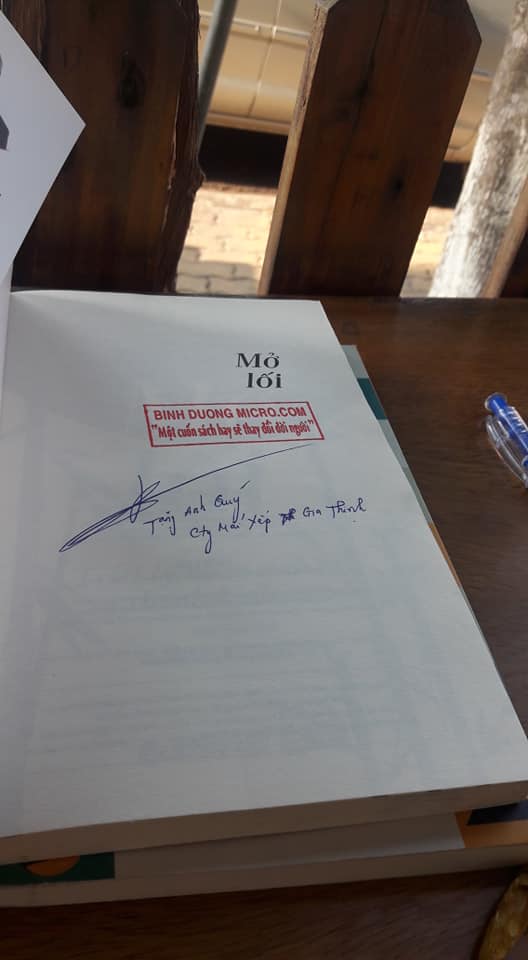 Mở
lối
BINH DUONG MICRO.COM
"Một cuốn sách hay sẽ thay đổi đời người"
Tặng Anh Quý
Cty Mái Xếp Gia Thịnh